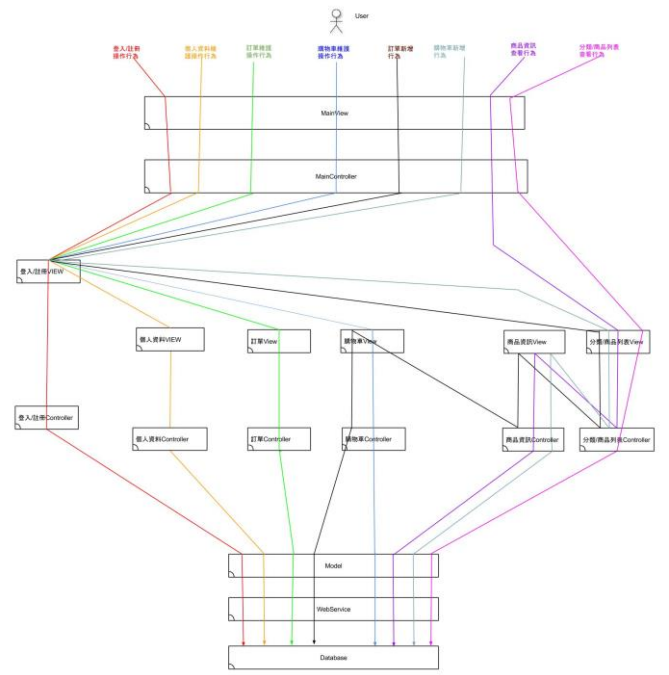 User
登入/註冊
操作行為
個人資料維
護操作行為
訂單維護
操作行為
購物車維護
操作行為
訂單新增
行為
購物車新增
行為
商品資訊
查看行為
分類/商品列表
查看行為
MainView
MainController
登入/註冊VIEW
個人資料VIEW
訂單View
購物車View
商品資訊View
分類/商品列表View
登入/註冊Controller
個人資料Controller
訂單Controller
購物車Controller
商品資訊Controller
分類/商品列表Controller
Model
WebService
Database